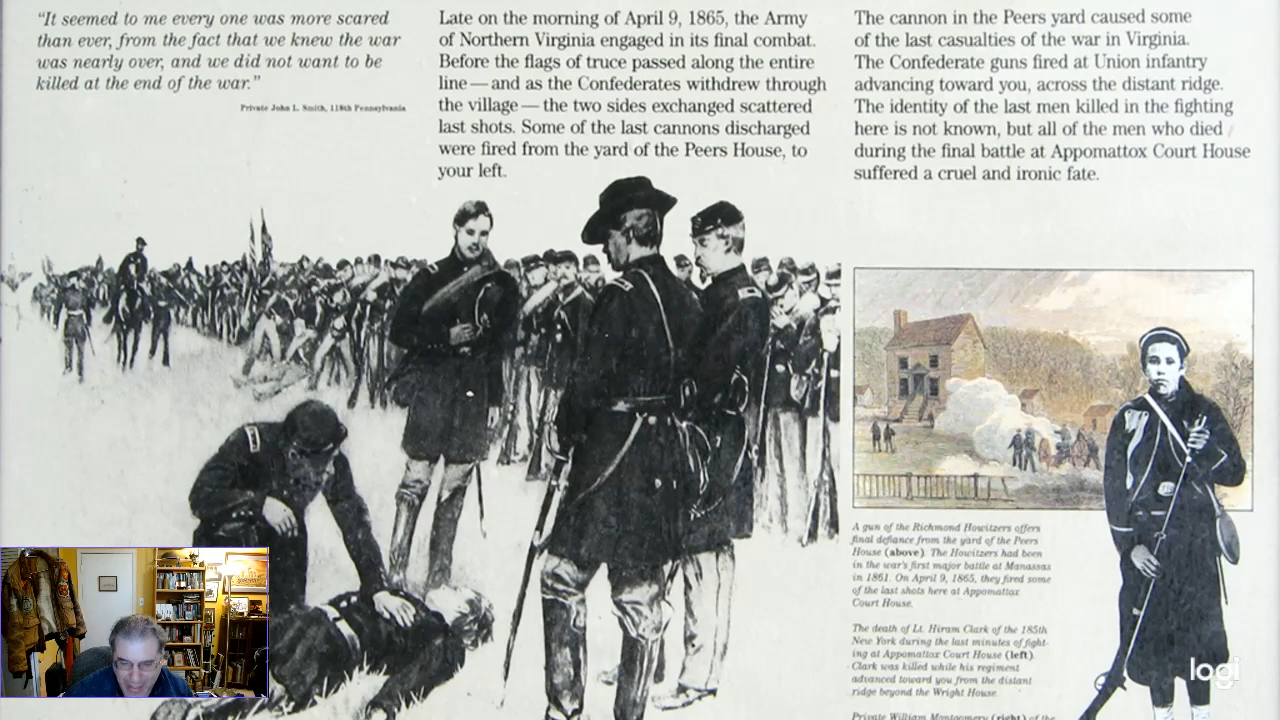 "It seemed to me every one was more scared
than ever, from the fact that we knew the war
was nearly over, and we did not want to be
killed at the end of the war."
Private John L. Smith, 118th Pennsylvania
Late on the morning of April 9, 1865, the Army
of Northern Virginia engaged in its final combat.
Before the flags of truce passed along the entire
line — and as the Confederates withdrew through
the village — the two sides exchanged scattered
last shots. Some of the last cannons discharged
were fired from the yard of the Peers House, to
your left.
The cannon in the Peers yard caused some
of the last casualties of the war in Virginia.
The Confederate guns fired at Union infantry
advancing toward you, across the distant ridge.
The identity of the last men killed in the fighting
here is not known, but all of the men who died
during the final battle at Appomattox Court House
suffered a cruel and ironic fate.
A gun of the Richmond Howitzers offers
final defiance from the yard of the Peers
House (above). The Howitzers had been
in the war's first major battle at Manassas
in 1861. On April 9, 1865, they fired some
of the last shots here at Appomattox
Court House.
The death of Lt. Hiram Clark of the 185th
New York during the last minutes of fight-
ing at Appomattox Court House (left).
Clark was killed while his regiment
advanced toward you from the distant
ridge beyond the Wright House.
Private William Montgomery (right) of the
logi